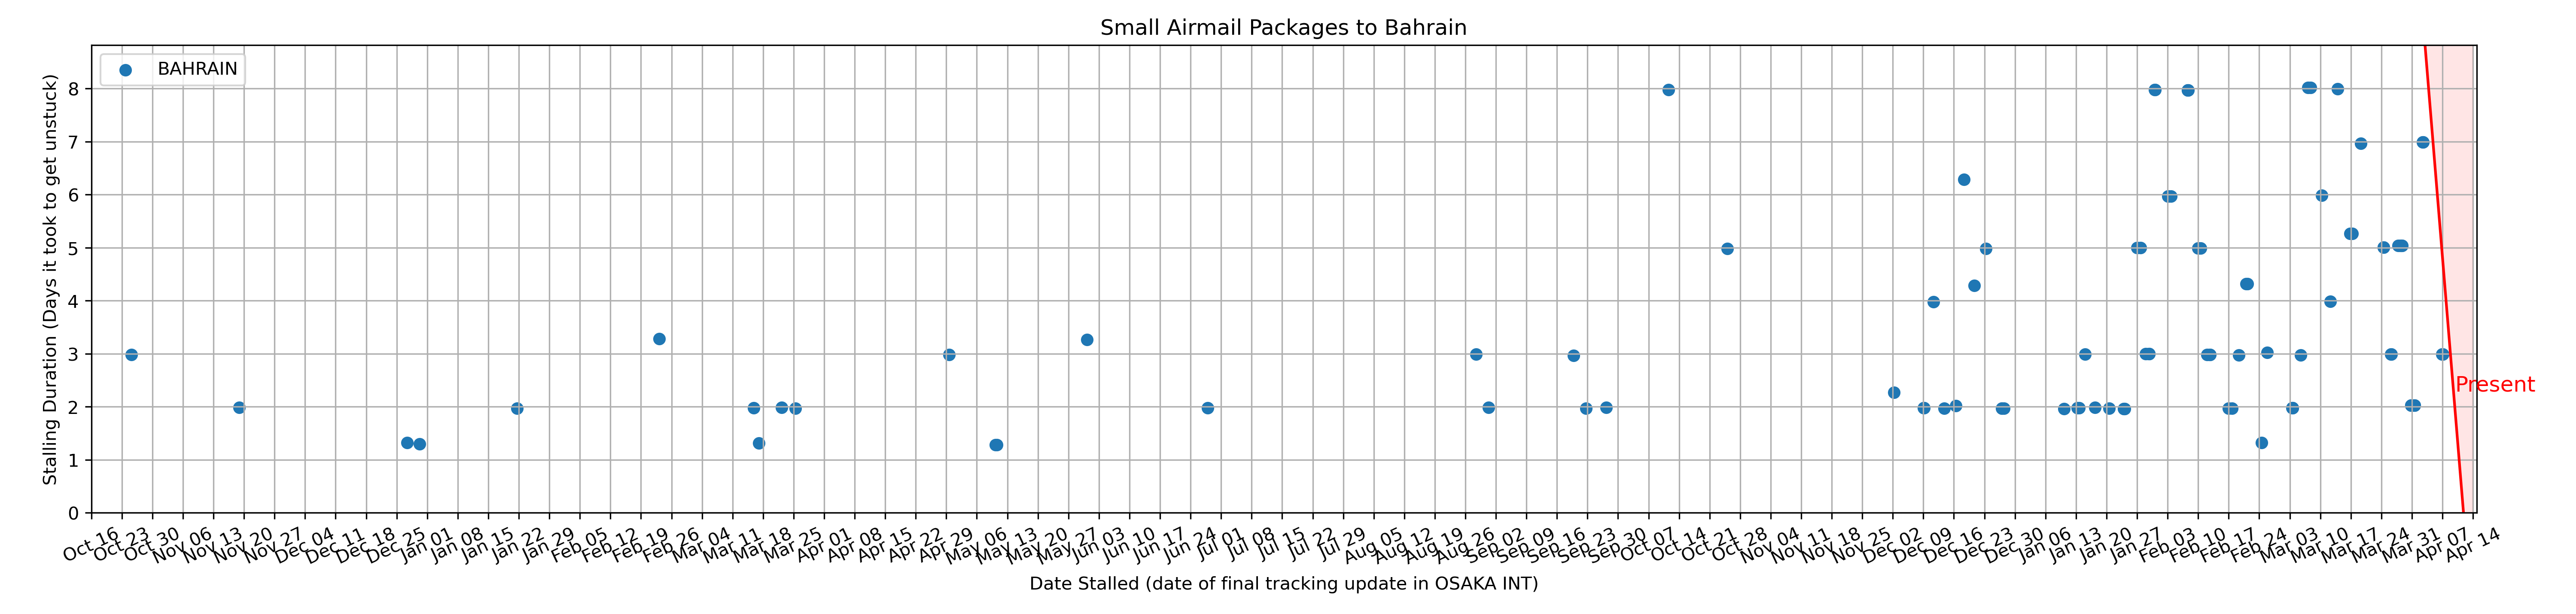 Small Airmail Packages to Bahrain
BAHRAIN
Stalling Duration (Days it took to get unstuck)
8
7
6
5
4
3
2
1
0
Present
Oct 16
Oct 23
Oct 30
Nov 06
Nov 13
Nov 20
Nov 27
Dec 04
Dec 11
Dec 18
Dec 25
Jan 01
Jan 08
Jan 15
Jan 22
Jan 29
Feb 05
Feb 12
Feb 19
Feb 26
Mar 04
Mar 11
Mar 18
Mar 25
Apr 01
Apr 08
Apr 15
Apr 22
Apr 29
May 06
May 13
May 20
May 27
Jun 03
Jun 10
Jun 17
Jun 24
Jul 01
Jul 08
Jul 15
Jul 22
Jul 29
Aug 05
Aug 12
Aug 19
Aug 26
Sep 02
Sep 09
Sep 16
Sep 23
Sep 30
Oct 07
Oct 14
Oct 21
Oct 28
Nov 04
Nov 11
Nov 18
Nov 25
Dec 02
Dec 09
Dec 16
Dec 23
Dec 30
Jan 06
Jan 13
Jan 20
Jan 27
Feb 03
Feb 10
Feb 17
Feb 24
Mar 03
Mar 10
Mar 17
Mar 24
Mar 31
Apr 07
Apr 14
Date Stalled (date of final tracking update in OSAKA INT)